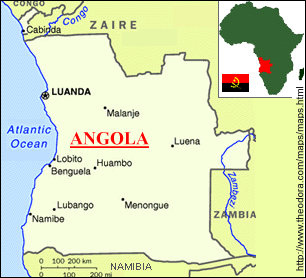 CONGO
ZAIRE
Cabinda
LUANDA
Malanje
Atlantic
Ocean
ANGOLA
Luena
Lobito
Benguela
Huambo
Zambezi
Lubango
Menongue
Namibe
ZAMBIA
0 100 200 km
0 100 200 mi
NAMIBIA
http://www.theodora.com/maps/maps.html